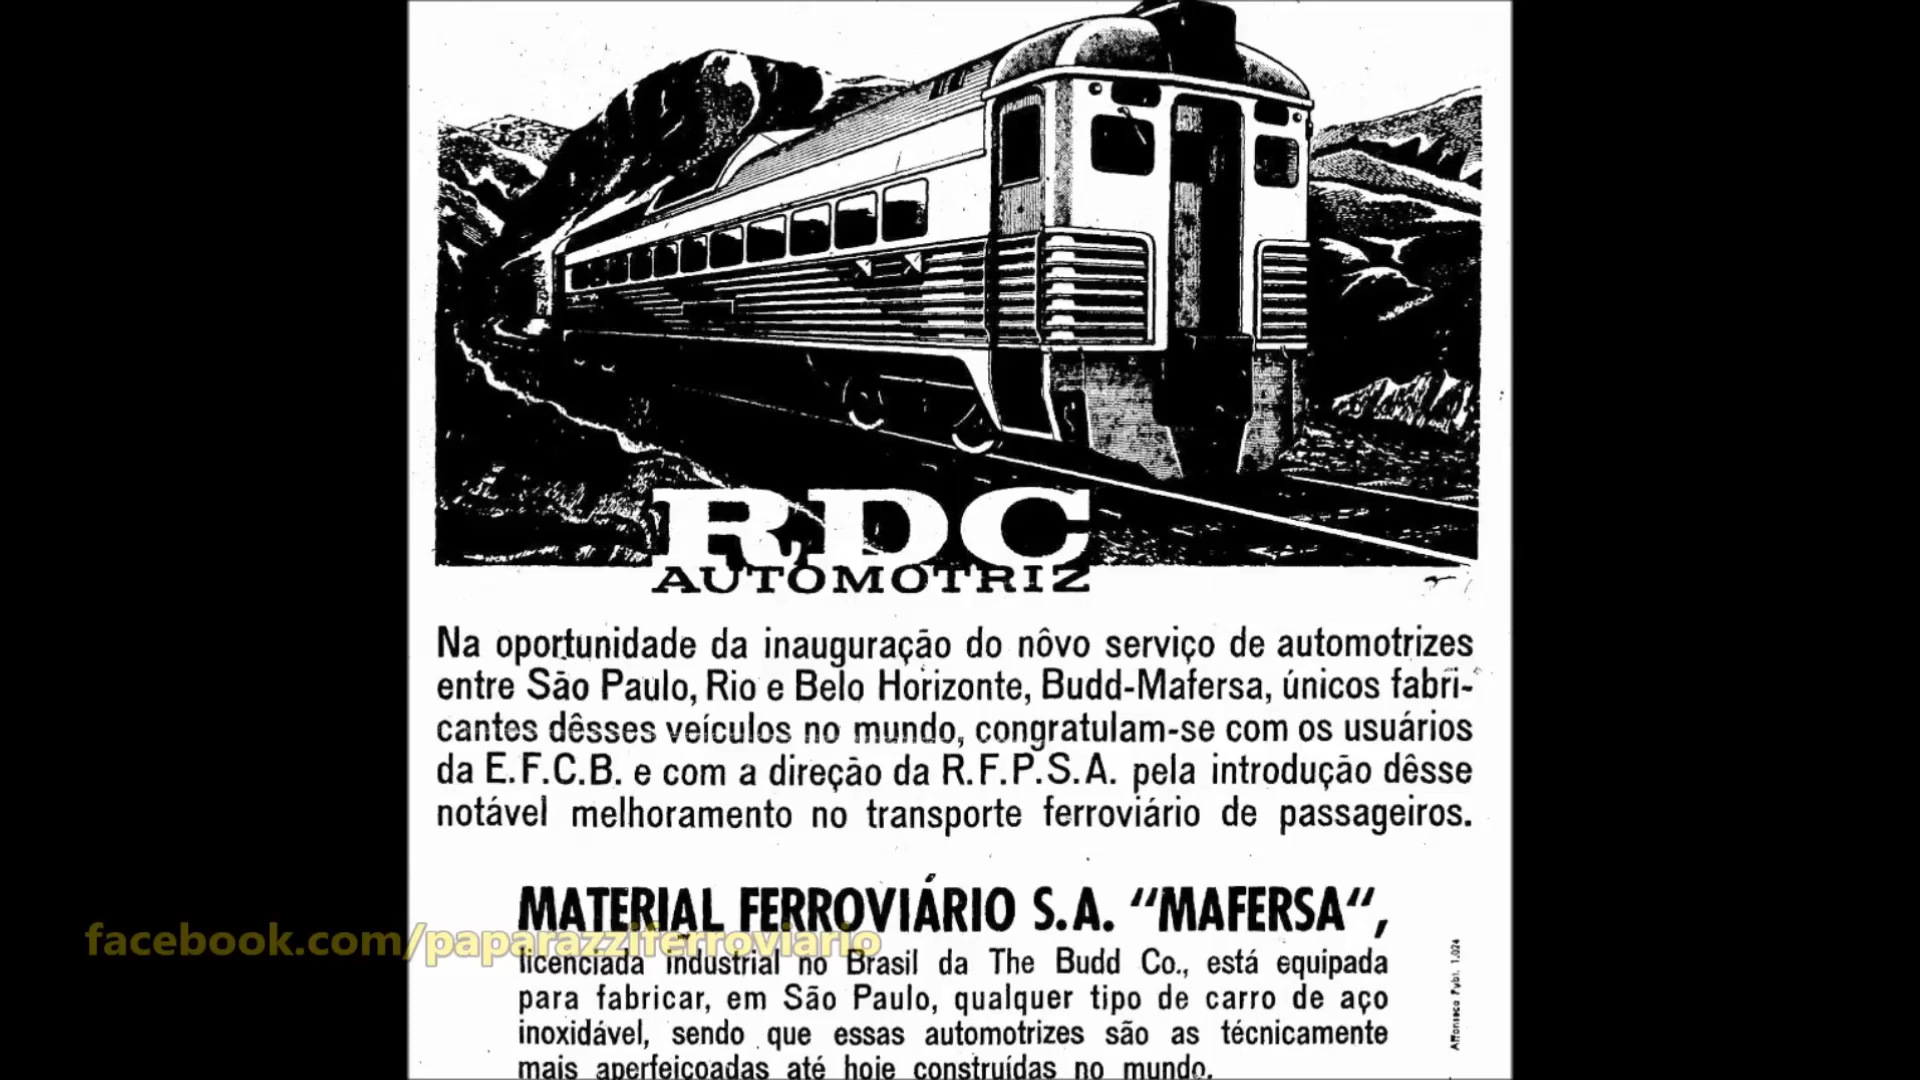 RDC
AUTOMOTRIZ
Na oportunidade da inauguração do nôvo serviço de automotrizes
entre São Paulo, Rio e Belo Horizonte, Budd-Mafersa, únicos fabri-
cantes dêsses veículos no mundo, congratulam-se com os usuários
da E.F.C.B. e com a direção da R.F.P.S.A. pela introdução dêsse
notável melhoramento no transporte ferroviário de passageiros.
MATERIAL FERROVIÁRIO S.A. “MAFERSA“,
facebook.com/paparazziferroviario
licenciada industrial no Brasil da The Budd Co., está equipada
para fabricar, em São Paulo, qualquer tipo de carro de aço
inoxidável, sendo que essas automotrizes são as técnicamente
mais aperfeiçoadas até hoje construídas no mundo.
Affonseca Publ. 1.024